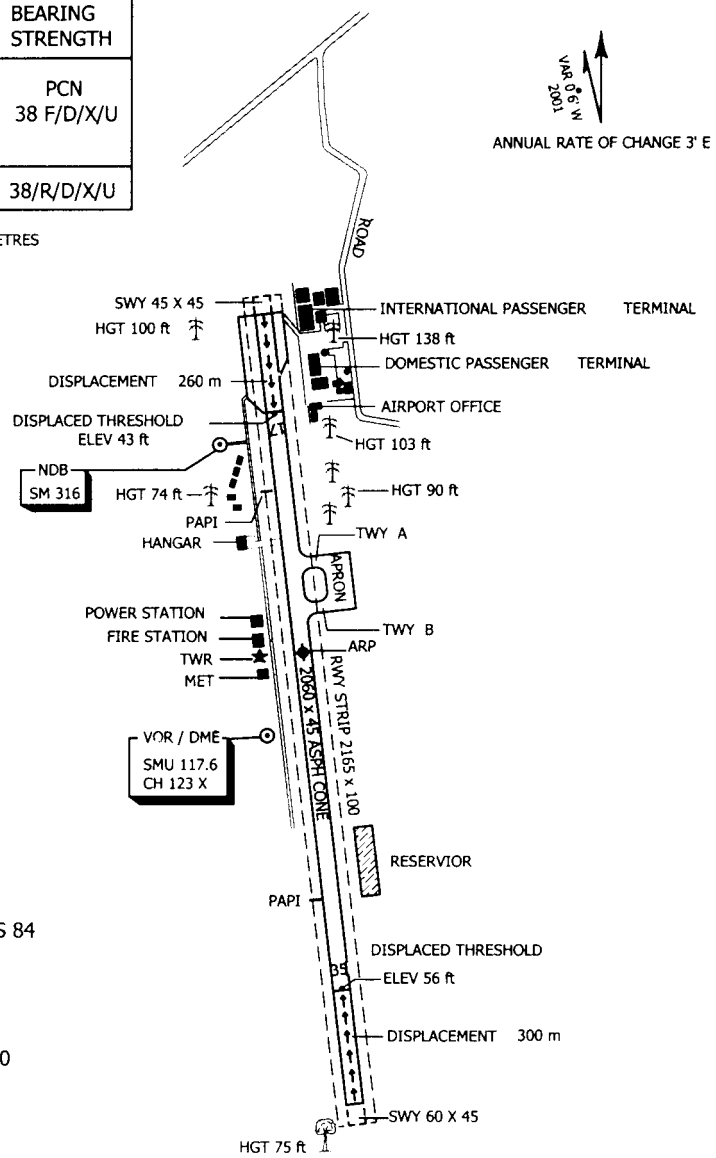 BEARING
STRENGTH
PCN
38 F/D/X/U
38/R/D/X/U
ETRES
VAR 0°6' W
2001
ANNUAL RATE OF CHANGE 3' E
ROAD
SWY 45 X 45
HGT 100 ft
INTERNATIONAL PASSENGER TERMINAL
HGT 138 ft
DISPLACEMENT 260 m
DOMESTIC PASSENGER TERMINAL
DISPLACED THRESHOLD
ELEV 43 ft
AIRPORT OFFICE
17
HGT 103 ft
NDB
SM 316
HGT 74 ft
HGT 90 ft
PAPI
HANGAR
TWY A
APRON
POWER STATION
FIRE STATION
TWR
MET
TWY B
ARP
2060 x 45 ASPH CONE
RWY STRIP 2165 x 100
VOR / DME
SMU 117.6
CH 123 X
RESERVIOR
PAPI
S 84
DISPLACED THRESHOLD
35
ELEV 56 ft
DISPLACEMENT 300 m
0
SWY 60 X 45
HGT 75 ft